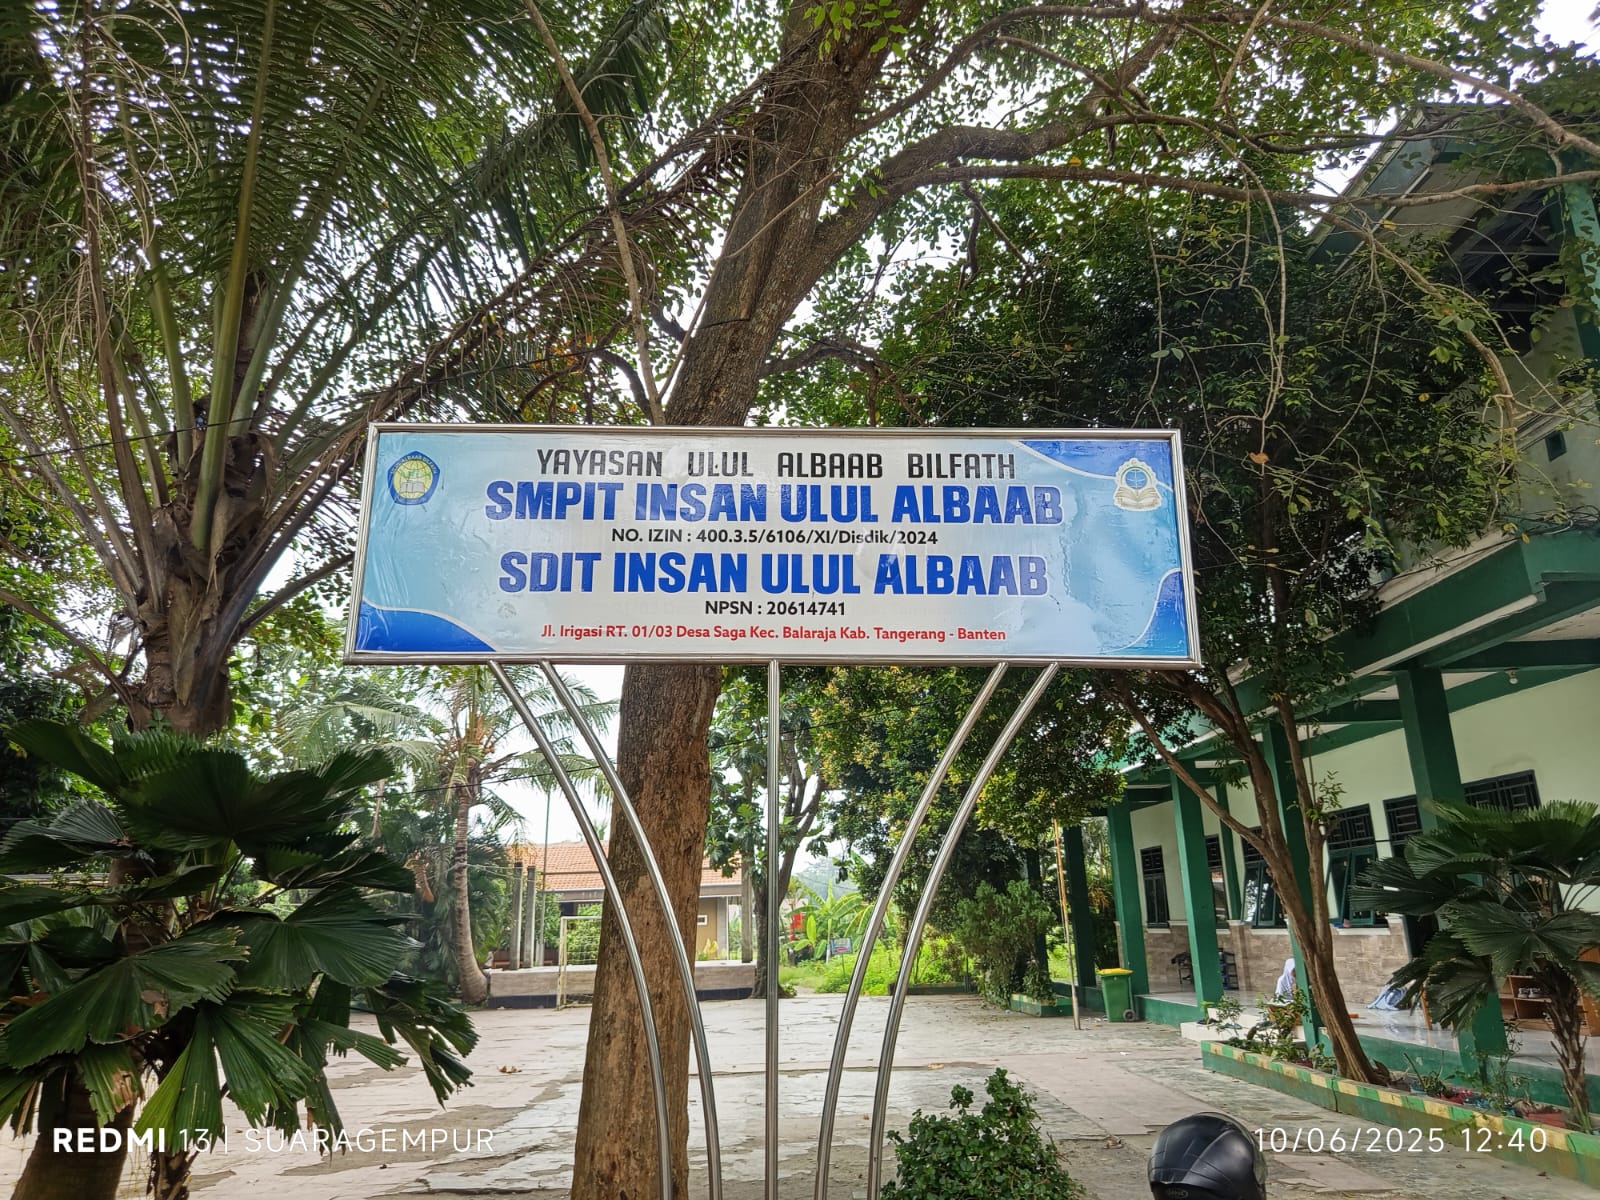 YAYASAN ULUL ALBAAB BILFATH
SMPIT INSAN ULUL ALBAAB
NO. IZIN : 400.3.5/6106/XI/Disdik/2024
SDIT INSAN ULUL ALBAAB
NPSN : 20614741
Jl. Irigasi RT. 01/03 Desa Saga Kec. Balaraja Kab. Tangerang - Banten
REDMI 13 | SUARAGEMPUR
10/06/2025 12:40